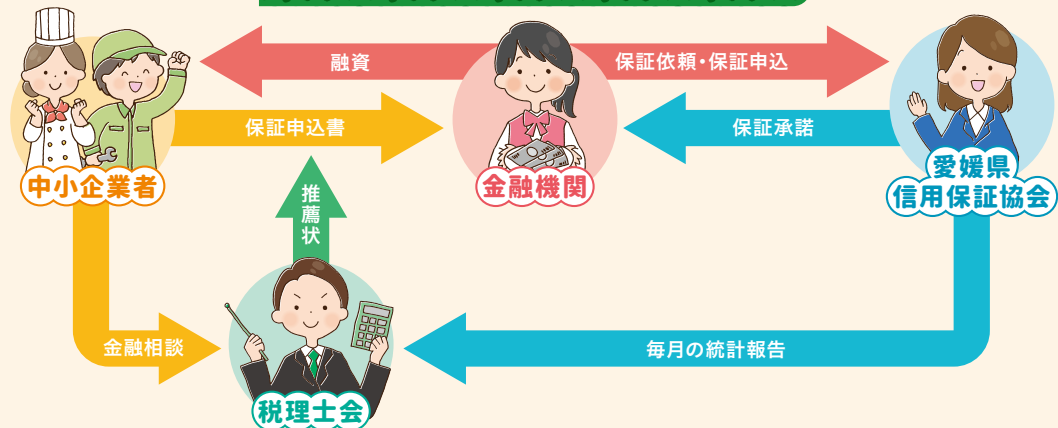 融資
保証依頼・保証申込
保証申込書
保証承諾
中小企業者
金融機関
愛媛県
信用保証協会
推薦状
金融相談
毎月の統計報告
税理士会